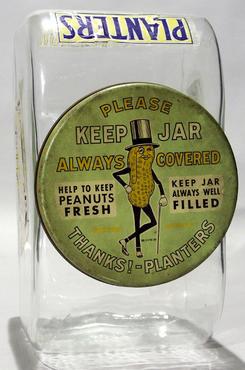 PLANTERS
PLEASE
KEEP JAR
ALWAYS COVERED
HELP TO KEEP
PEANUTS
FRESH
KEEP JAR
ALWAYS WELL
FILLED
THANKS!-PLANTERS